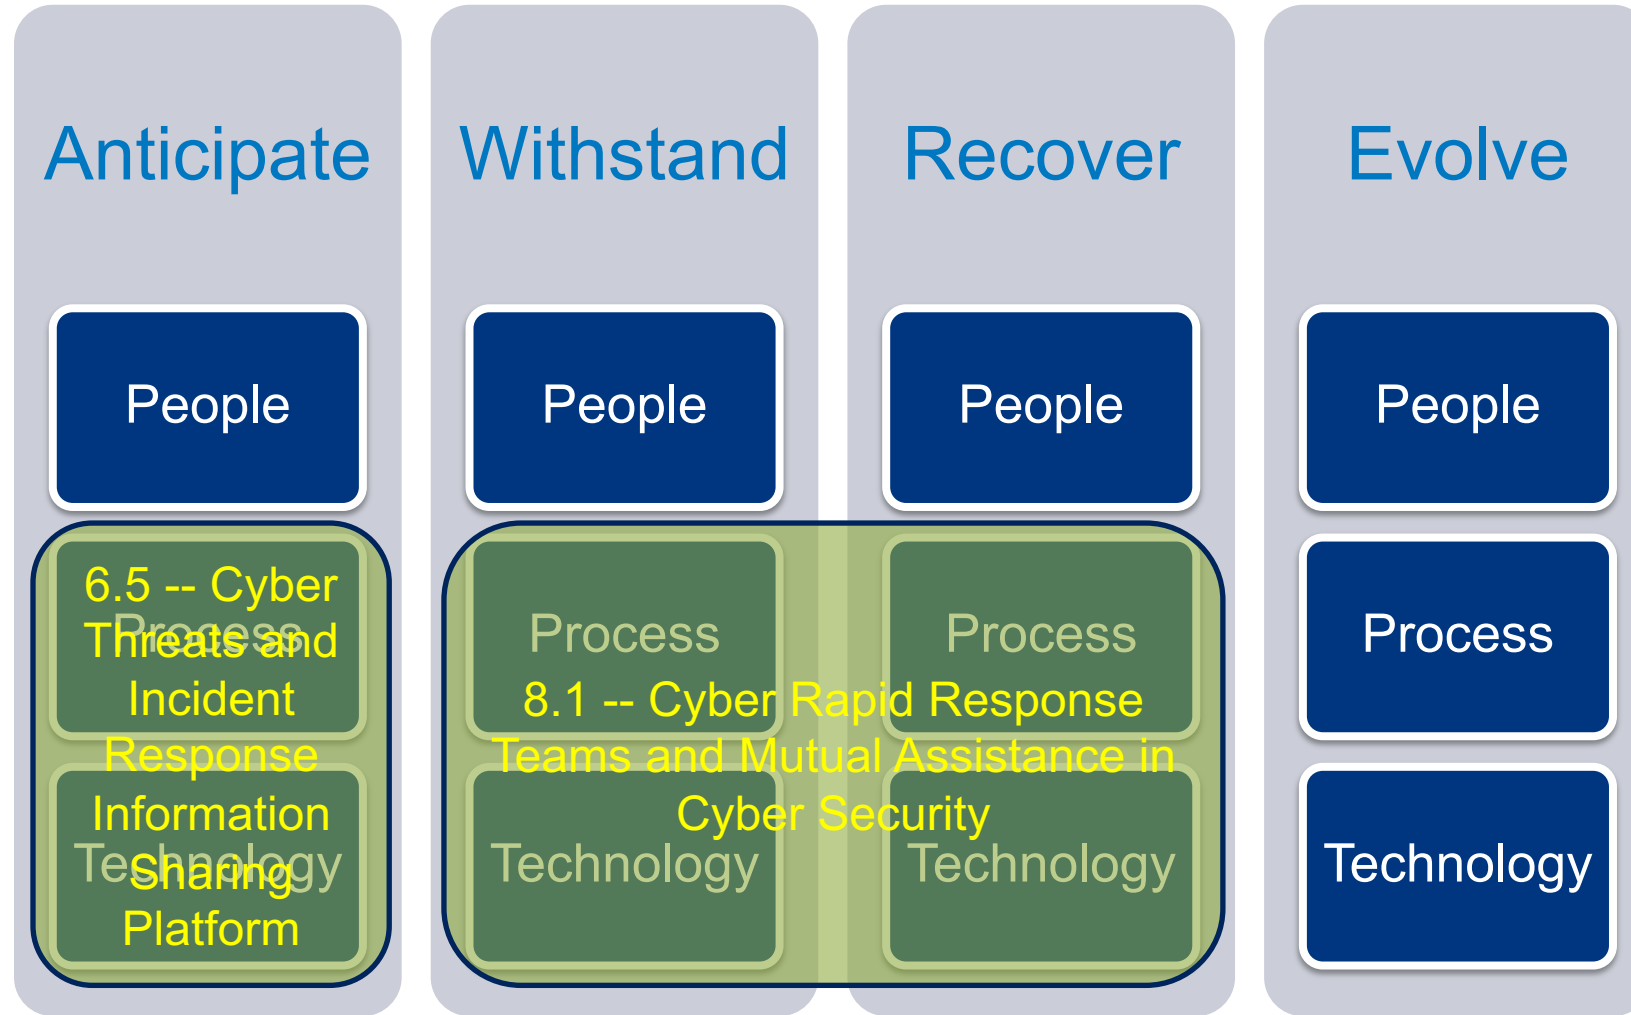 Anticipate
Withstand
Recover
Evolve
People
People
People
People
Process
Process
Process
Process
Technology
Technology
Technology
Technology
6.5 -- Cyber
Threats and
Incident
Response
Information
Sharing
Platform
8.1 -- Cyber Rapid Response
Teams and Mutual Assistance in
Cyber Security